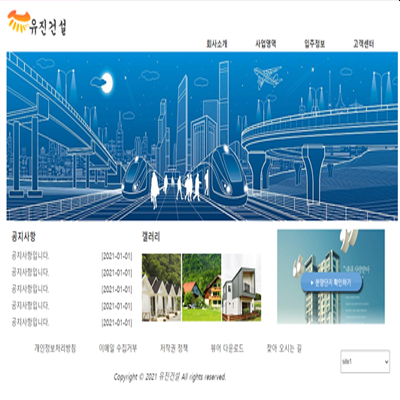 유진건설
회사소개 사업영역 입주정보 고객센터
공지사항
공지사항입니다. [2021-01-01]
공지사항입니다. [2021-01-01]
공지사항입니다. [2021-01-01]
공지사항입니다. [2021-01-01]
공지사항입니다. [2021-01-01]
갤러리
▶ 분양단지 확인하기
개인정보처리방침 이메일 수집거부 저작권 정책 뷰어 다운로드 찾아 오시는 길
site1
Copyright © 2021 유진건설 All rights reserved.